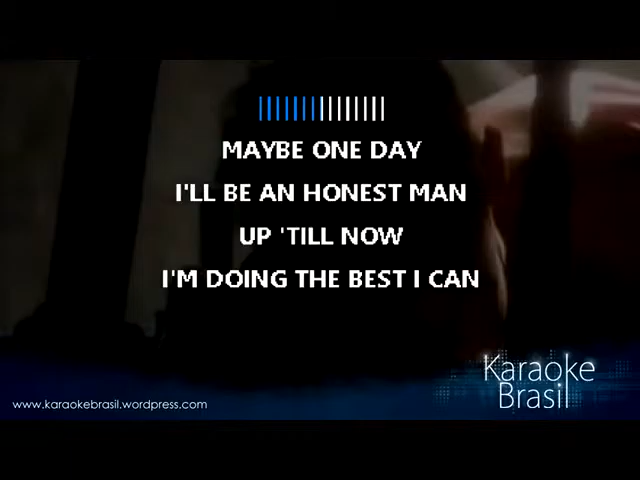 MAYBE ONE DAY
I'LL BE AN HONEST MAN
UP 'TILL NOW
I'M DOING THE BEST I CAN
Karaoke
Brasil
www.karaokebrasil.wordpress.com